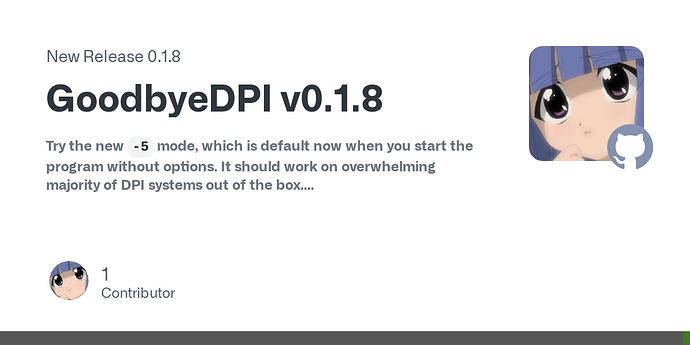 New Release 0.1.8
GoodbyeDPI v0.1.8
Try the new -5 mode, which is default now when you start the
program without options. It should work on overwhelming
majority of DPI systems out of the box....
1
Contributor